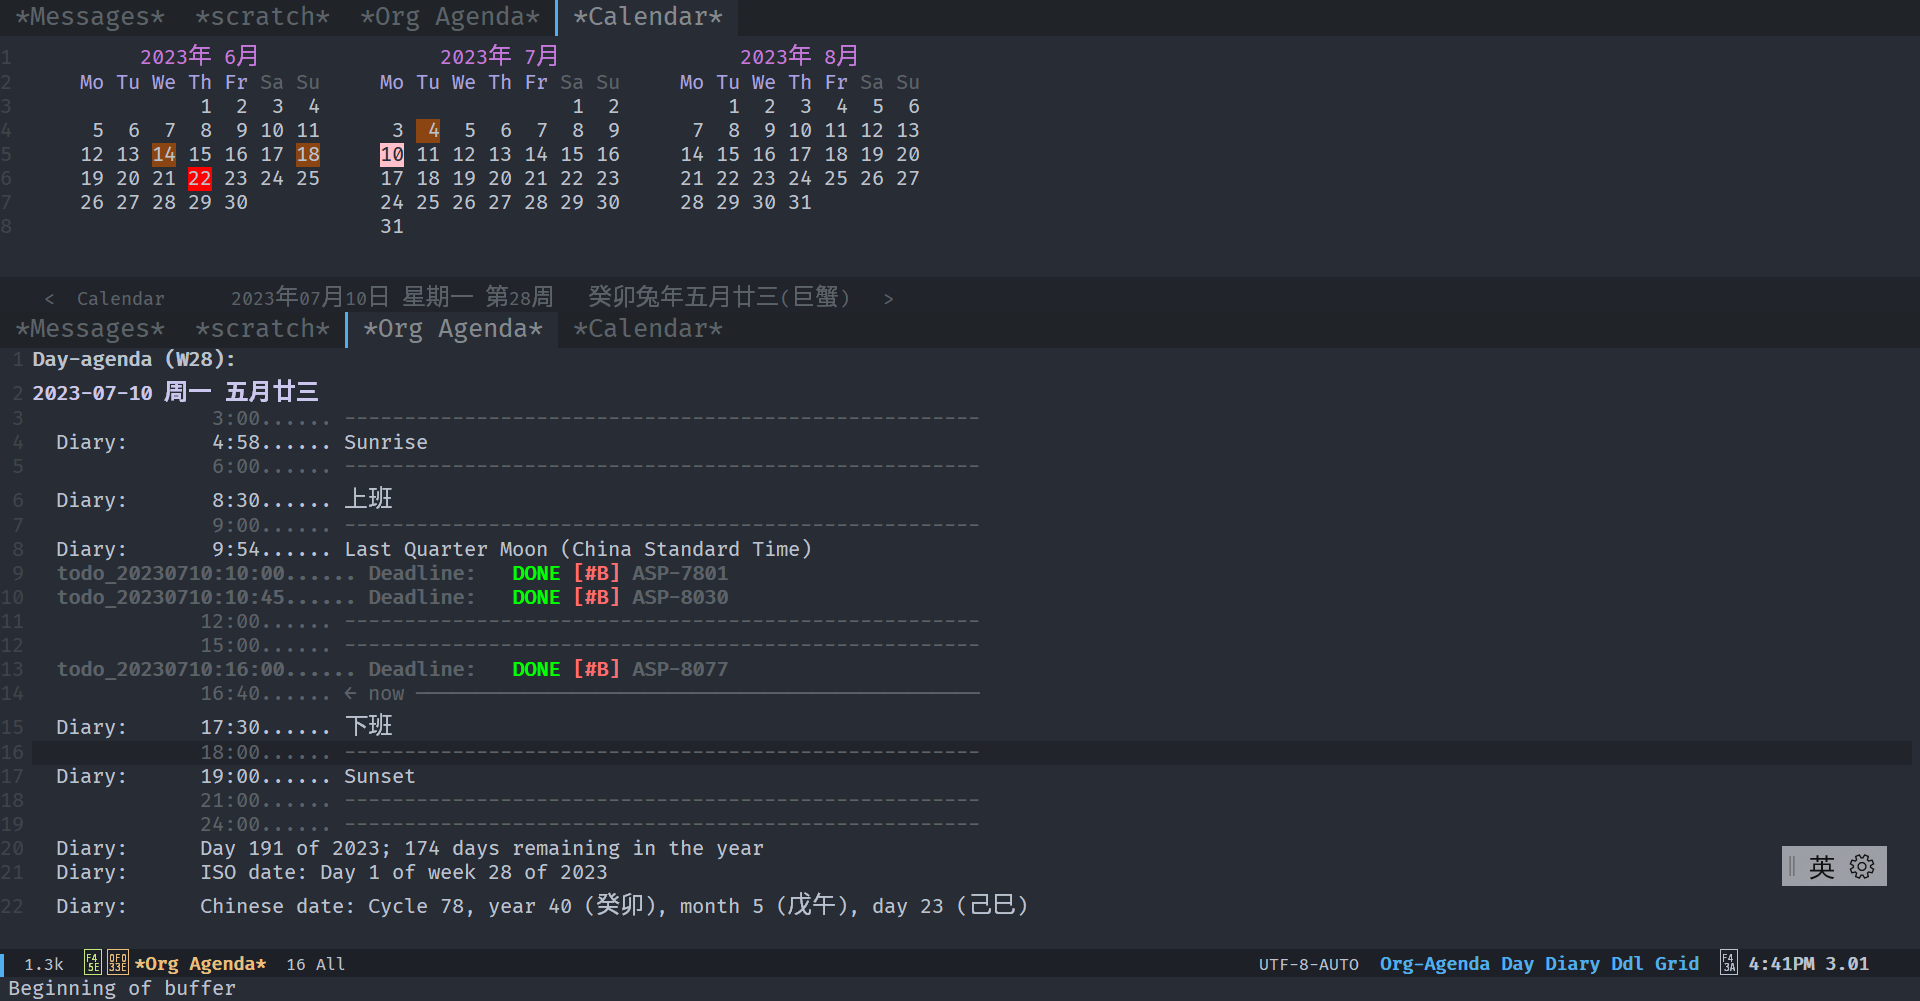 *Messages* *scratch* *Org Agenda* *Calendar*
1 2023年 6月 2023年 7月 2023年 8月
2 Mo Tu We Th Fr Sa Su Mo Tu We Th Fr Sa Su Mo Tu We Th Fr Sa Su
3 1 2 3 4 1 2 1 2 3 4 5 6
4 5 6 7 8 9 10 11 3 4 5 6 7 8 9 7 8 9 10 11 12 13
5 12 13 14 15 16 17 18 10 11 12 13 14 15 16 14 15 16 17 18 19 20
6 19 20 21 22 23 24 25 17 18 19 20 21 22 23 21 22 23 24 25 26 27
7 26 27 28 29 30 24 25 26 27 28 29 30 28 29 30 31
8 31
< Calendar 2023年07月10日 星期一 第28周 癸卯兔年五月廿三(巨蟹) >
*Messages* *scratch* *Org Agenda* *Calendar*
1 Day-agenda (W28):
2 2023-07-10 周一 五月廿三
3 3:00...... -----------------------------------------------------
4 Diary: 4:58...... Sunrise
5 6:00...... -----------------------------------------------------
6 Diary: 8:30...... 上班
7 9:00...... -----------------------------------------------------
8 Diary: 9:54...... Last Quarter Moon (China Standard Time)
9 todo_20230710:10:00...... Deadline: DONE [#B] ASP-7801
10 todo_20230710:10:45...... Deadline: DONE [#B] ASP-8030
11 12:00...... -----------------------------------------------------
12 15:00...... -----------------------------------------------------
13 todo_20230710:16:00...... Deadline: DONE [#B] ASP-8077
14 16:40...... ← now ───────────────────────────────────────────────
15 Diary: 17:30...... 下班
16 18:00...... -----------------------------------------------------
17 Diary: 19:00...... Sunset
18 21:00...... -----------------------------------------------------
19 24:00...... -----------------------------------------------------
20 Diary: Day 191 of 2023; 174 days remaining in the year
21 Diary: ISO date: Day 1 of week 28 of 2023
英
22 Diary: Chinese date: Cycle 78, year 40 (癸卯), month 5 (戊午), day 23 (己巳)
1.3k F45E 0F033E *Org Agenda* 16 All UTF-8-AUTO Org-Agenda Day Diary Ddl Grid F43A 4:41PM 3.01
Beginning of buffer